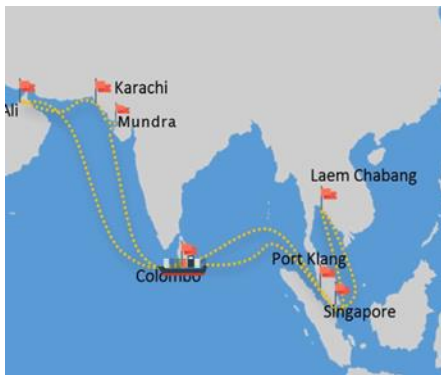 Karachi
Ali
Mundra
Laem Chabang
Port Klang
Colombo
Singapore